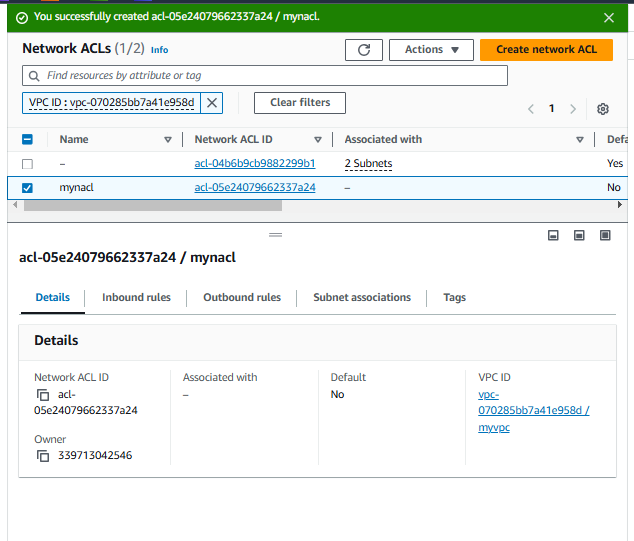 You successfully created acl-05e24079662337a24 / mynacl.
Network ACLs (1/2) Info
Actions
Create network ACL
Find resources by attribute or tag
VPC ID : vpc-070285bb7a41e958d
Clear filters
1
Name Network ACL ID Associated with Defa
– acl-04b6b9cb9882299b1 2 Subnets Yes
mynacl acl-05e24079662337a24 – No
acl-05e24079662337a24 / mynacl
Details Inbound rules Outbound rules Subnet associations Tags
Details
Network ACL ID
acl-
05e24079662337a24
Associated with
–
Default
No
VPC ID
vpc-
070285bb7a41e958d /
myvpc
Owner
339713042546